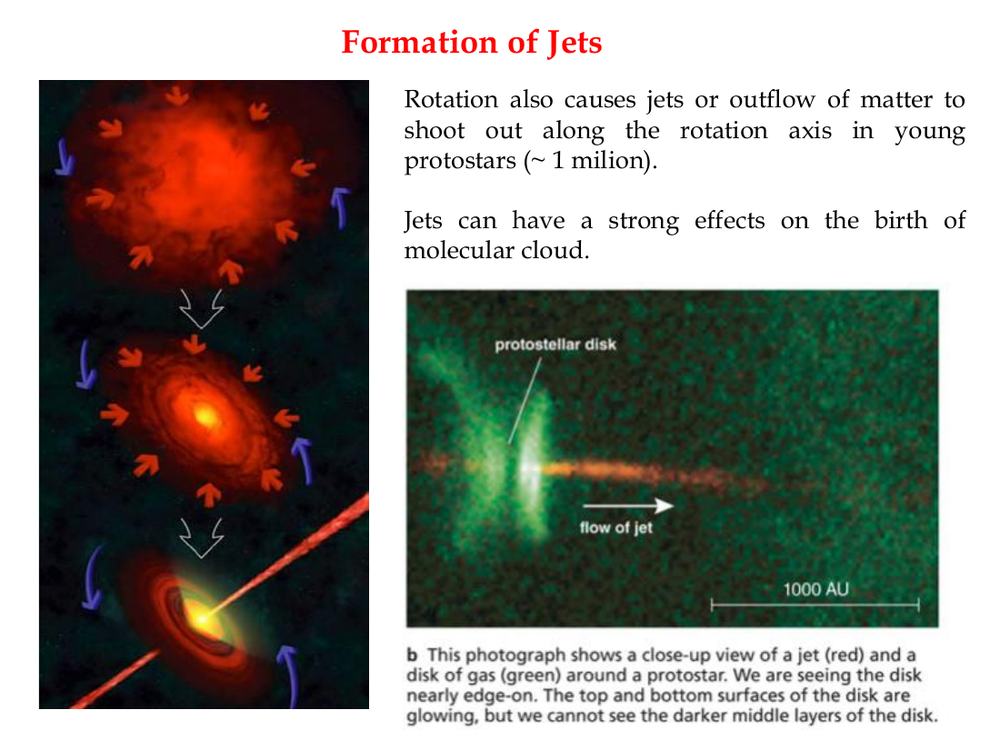 Formation of Jets
Rotation also causes jets or outflow of matter to
shoot out along the rotation axis in young
protostars (~ 1 milion).
Jets can have a strong effects on the birth of
molecular cloud.
protostellar disk
flow of jet
1000 AU
b This photograph shows a close-up view of a jet (red) and a
disk of gas (green) around a protostar. We are seeing the disk
nearly edge-on. The top and bottom surfaces of the disk are
glowing, but we cannot see the darker middle layers of the disk.